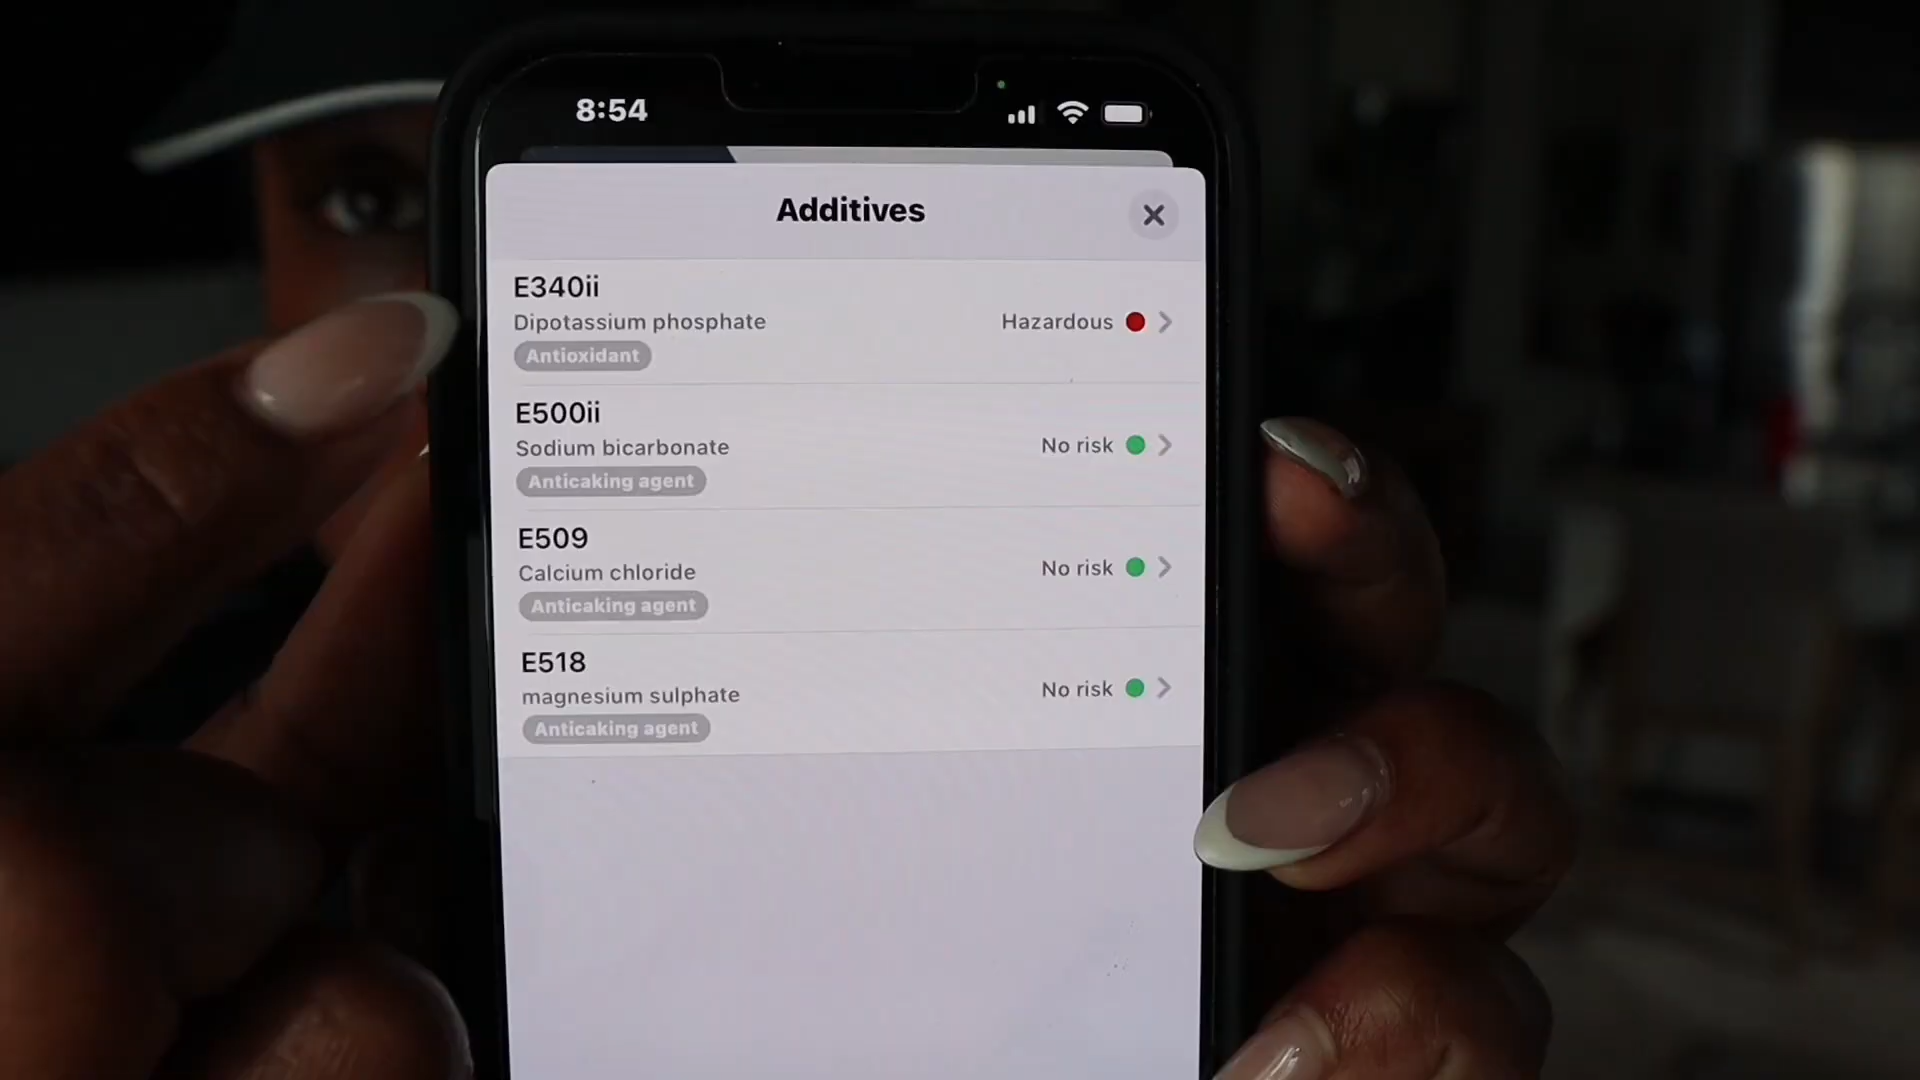 8:54
Additives
E340ii
Dipotassium phosphate
Hazardous
Antioxidant
E500ii
Sodium bicarbonate
No risk
Anticaking agent
E509
Calcium chloride
No risk
Anticaking agent
E518
magnesium sulphate
No risk
Anticaking agent